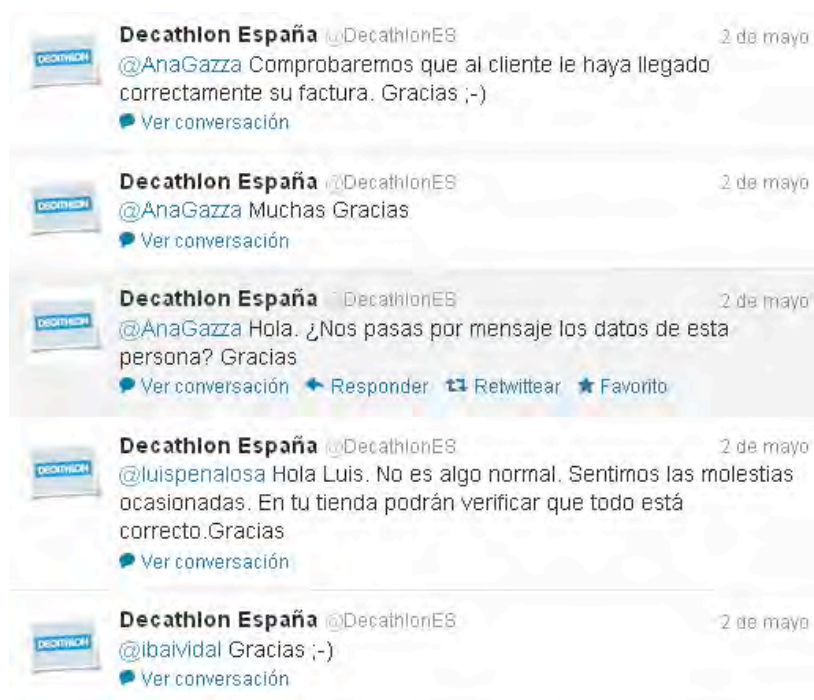 DECATHLON
Decathlon España @DecathlonES 2 de mayo
@AnaGazza Comprobaremos que al cliente le haya llegado
correctamente su factura. Gracias ;-)
Ver conversación
DECATHLON
Decathlon España @DecathlonES 2 de mayo
@AnaGazza Muchas Gracias
Ver conversación
DECATHLON
Decathlon España @DecathlonES 2 de mayo
@AnaGazza Hola. ¿Nos pasas por mensaje los datos de esta
persona? Gracias
Ver conversación Responder Retwittear Favorito
DECATHLON
Decathlon España @DecathlonES 2 de mayo
@luispenalosa Hola Luis. No es algo normal. Sentimos las molestias
ocasionadas. En tu tienda podrán verificar que todo está
correcto.Gracias
Ver conversación
DECATHLON
Decathlon España @DecathlonES 2 de mayo
@ibaividal Gracias ;-)
Ver conversación